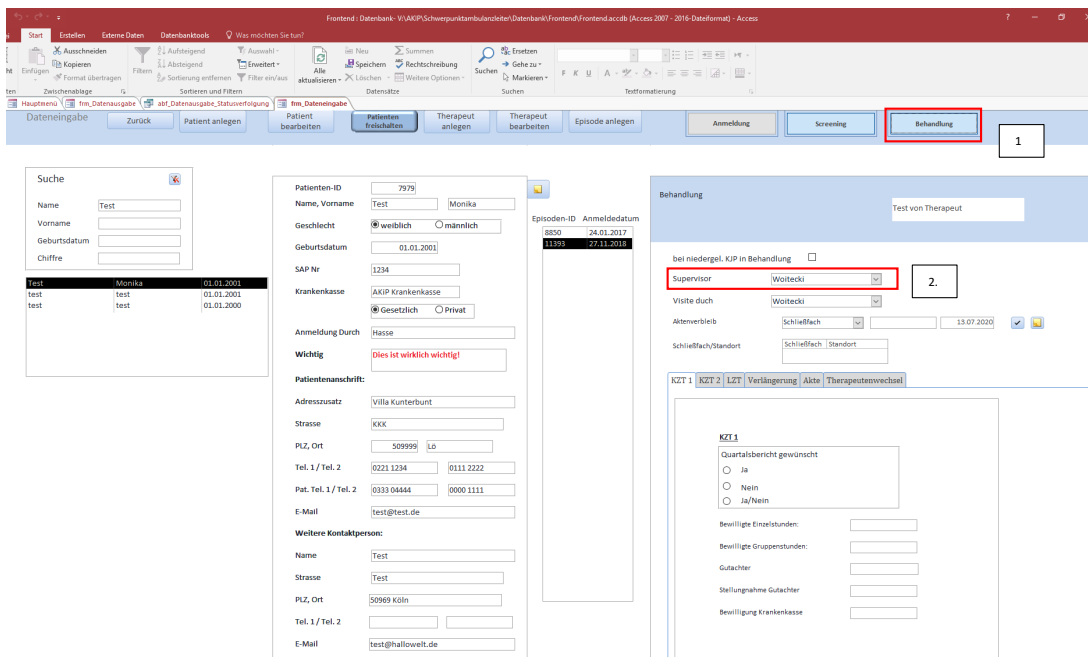 Frontend : Datenbank- V:\AKIP\Schwerpunktambulanzleiter\Datenbank\Frontend\Frontend.accdb (Access 2007 - 2016-Dateiformat) - Access
Start Erstellen Externe Daten Datenbanktools Was möchten Sie tun?
Ausschneiden Aufsteigend Auswahl Neu Summen Ersetzen
Kopieren Absteigend Erweitert Speichern Rechtschreibung Gehe zu
Einfügen Format übertragen Filtern Sortierung entfernen Filter ein/aus Alle aktualisieren Löschen Weitere Optionen Suchen Markieren F K U
Zwischenablage Sortieren und Filtern Datensätze Suchen Textformatierung
Hauptmenü frm_Datenausgabe abf_Datenausgabe_Statusverfolgung frm_Dateneingabe
Dateneingabe Zurück Patient anlegen Patient bearbeiten Patienten freischalten Therapeut anlegen Therapeut bearbeiten Episode anlegen Anmeldung Screening Behandlung
1
Suche
Name Test
Vorname
Geburtsdatum
Chiffre
Test Monika 01.01.2001
test test 01.01.2001
test test 01.01.2000
Patienten-ID 7979
Name, Vorname Test Monika
Geschlecht weiblich männlich
Geburtsdatum 01.01.2001
SAP Nr 1234
Krankenkasse AKiP Krankenkasse
Gesetzlich Privat
Anmeldung Durch Hasse
Wichtig Dies ist wirklich wichtig!
Patientenanschrift:
Adresszusatz Villa Kunterbunt
Strasse KKK
PLZ, Ort 509999 Lö
Tel. 1 / Tel. 2 0221 1234 0111 2222
Pat. Tel. 1 / Tel. 2 0333 04444 0000 1111
E-Mail test@test.de
Weitere Kontaktperson:
Name Test
Strasse Test
PLZ, Ort 50969 Köln
Tel. 1 / Tel. 2
E-Mail test@hallowelt.de
Episoden-ID Anmeldedatum
8850 24.01.2017
11393 27.11.2018
Behandlung
Test von Therapeut
bei niedergel. KJP in Behandlung
Supervisor Woitecki
2.
Visite duch Woitecki
Aktenverbleib Schließfach 13.07.2020
Schließfach/Standort Schließfach Standort
KZT 1 KZT 2 LZT Verlängerung Akte Therapeutenwechsel
KZT 1
Quartalsbericht gewünscht
Ja
Nein
Ja/Nein
Bewilligte Einzelstunden:
Bewilligte Gruppenstunden:
Gutachter
Stellungnahme Gutachter
Bewilligung Krankenkasse